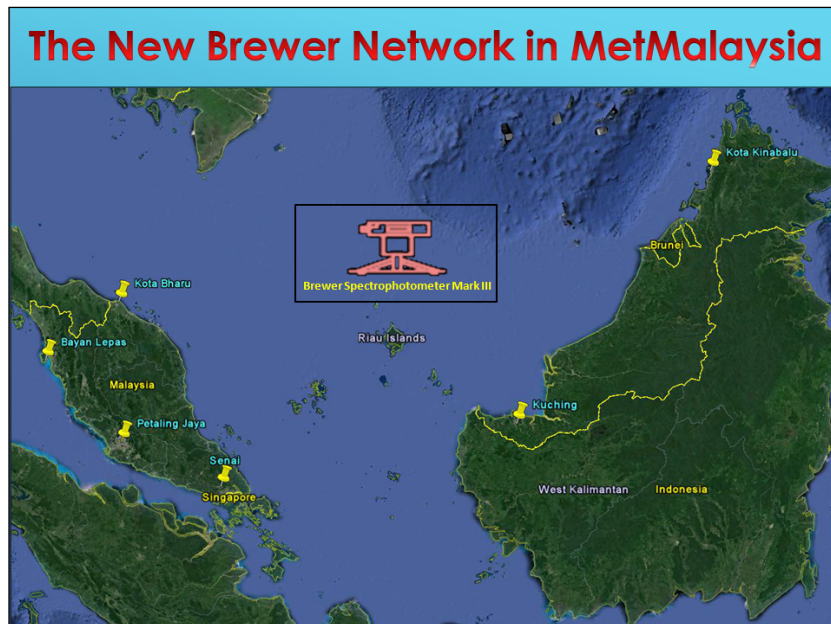 The New Brewer Network in MetMalaysia
Kota Kinabalu
Brunei
Kota Bharu
Brewer Spectrophotometer Mark III
Riau Islands
Bayan Lepas
Malaysia
Kuching
Petaling Jaya
Senai
West Kalimantan
Indonesia
Singapore